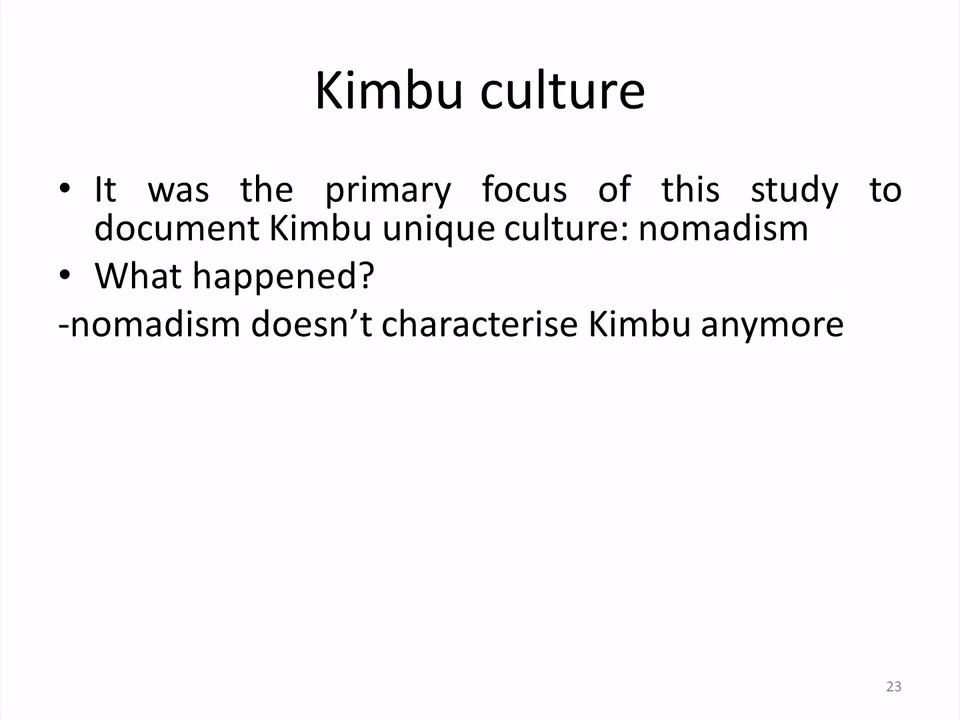 Kimbu culture
• It was the primary focus of this study to
document Kimbu unique culture: nomadism
• What happened?
-nomadism doesn’t characterise Kimbu anymore
23